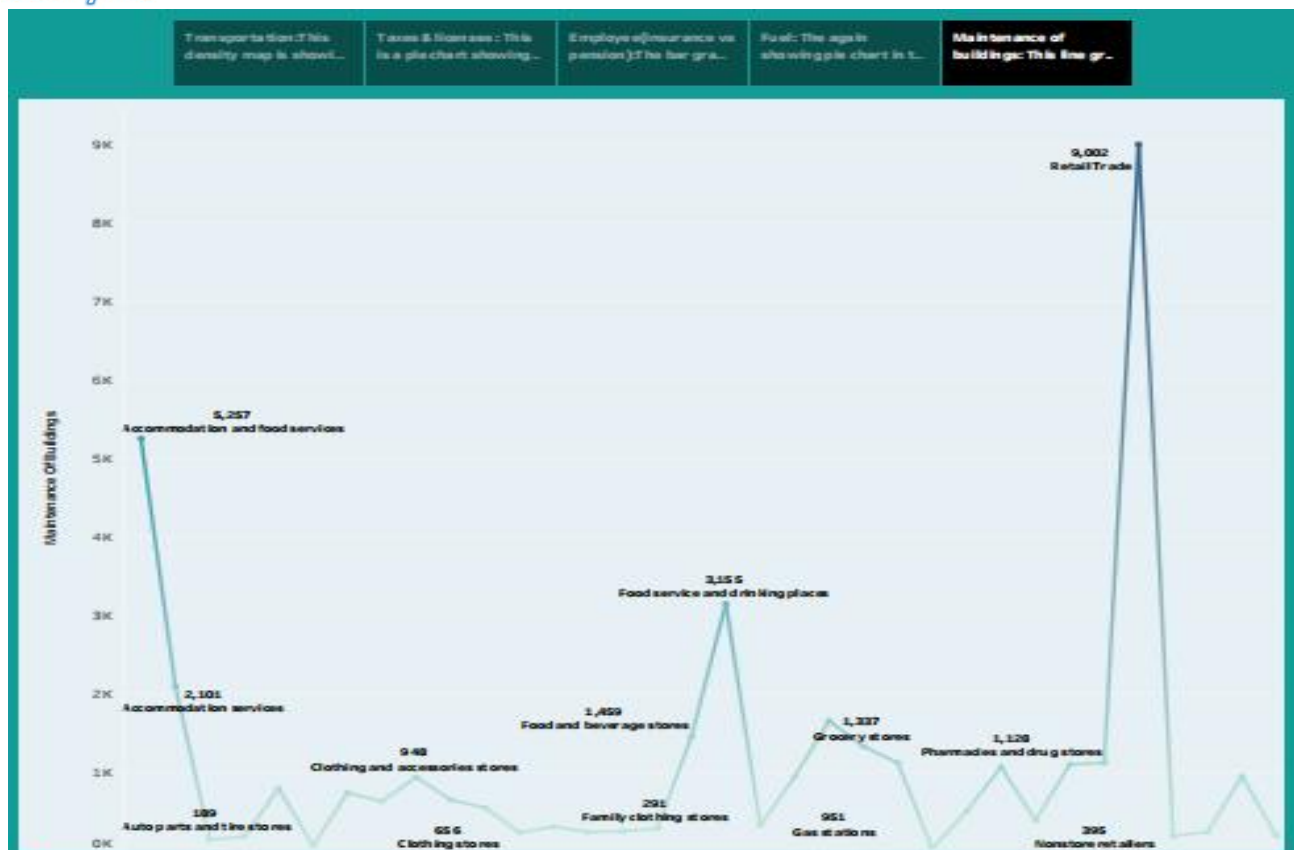 Transportation:This
density map is showi...
Taxes & license : This
is a pie chart showing...
Employee(insurance vs
pension):The bar gra...
Fuel: The again
showing pie chart in t...
Maintenance of
buildings: This line gr...
9K
8K
7K
6K
5K
4K
3K
2K
1K
0K
Maintenance Of Buildings
9,002
Retail Trade
5,257
Accommodation and food services
3,155
Food service and drinking places
2,101
Accommodation services
1,459
Food and beverage stores
1,337
Grocery stores
1,128
Pharmacies and drug stores
948
Clothing and accessories stores
189
Auto parts and tire stores
656
Clothing stores
291
Family clothing stores
951
Gas stations
395
Nonstore retailers